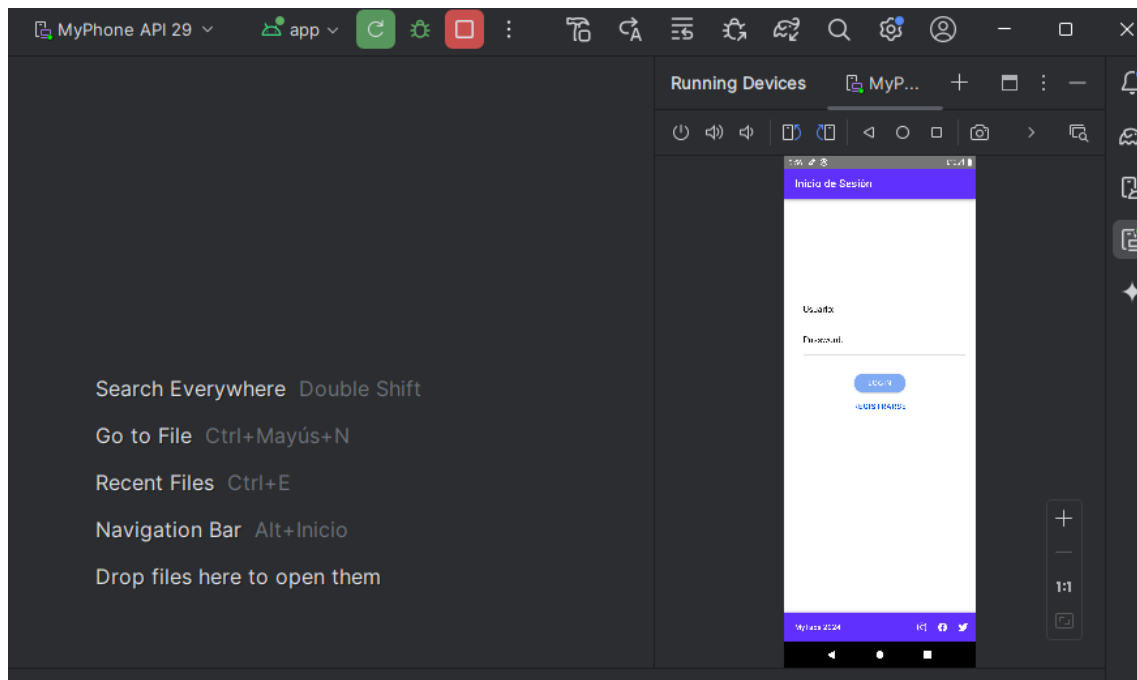 MyPhone API 29
app
Running Devices
MyP...
Inicio de Sesión
Usuario:
Password:
LOGIN
REGISTRARSE
Search Everywhere Double Shift
Go to File Ctrl+Mayús+N
Recent Files Ctrl+E
Navigation Bar Alt+Inicio
Drop files here to open them
1:1
2024